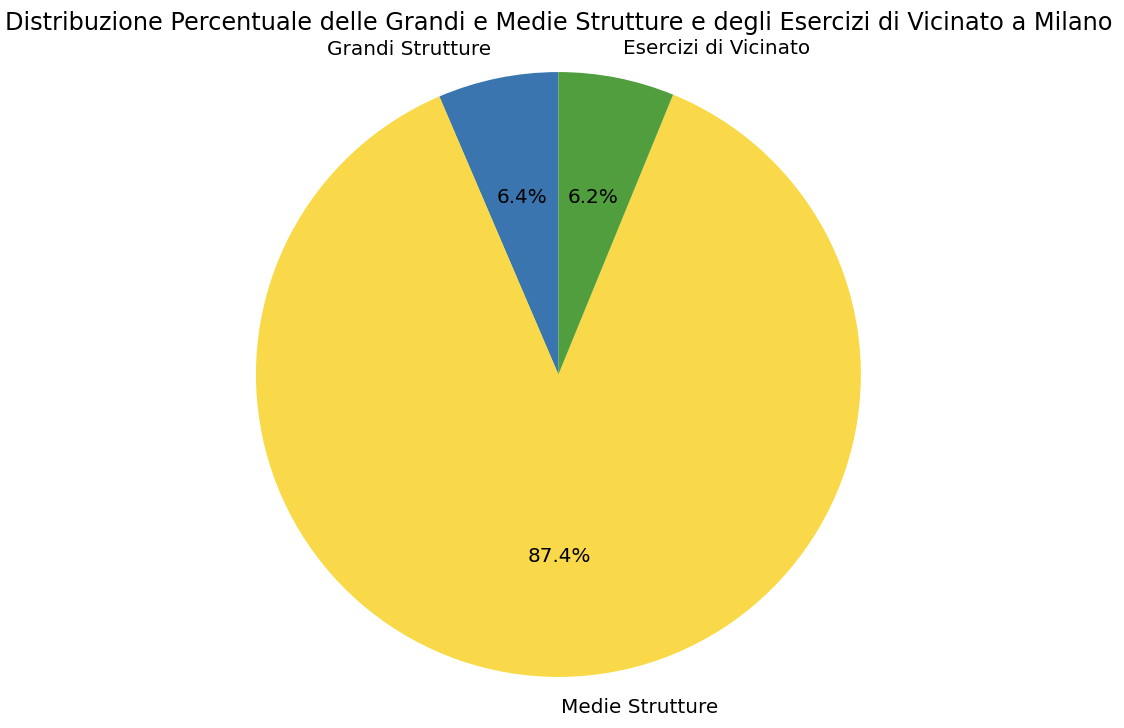 Distribuzione Percentuale delle Grandi e Medie Strutture e degli Esercizi di Vicinato a Milano
Grandi Strutture
Esercizi di Vicinato
6.4%
6.2%
87.4%
Medie Strutture